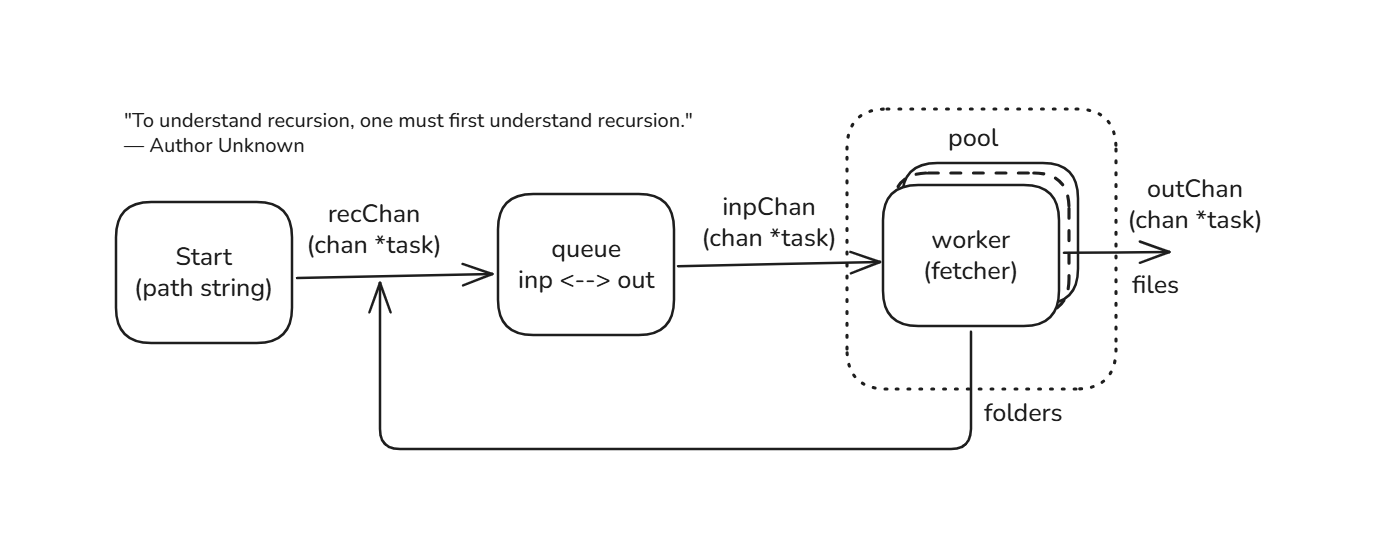 "To understand recursion, one must first understand recursion."
— Author Unknown
Start
(path string)
recChan
(chan *task)
queue
inp <--> out
inpChan
(chan *task)
pool
worker
(fetcher)
outChan
(chan *task)
files
folders